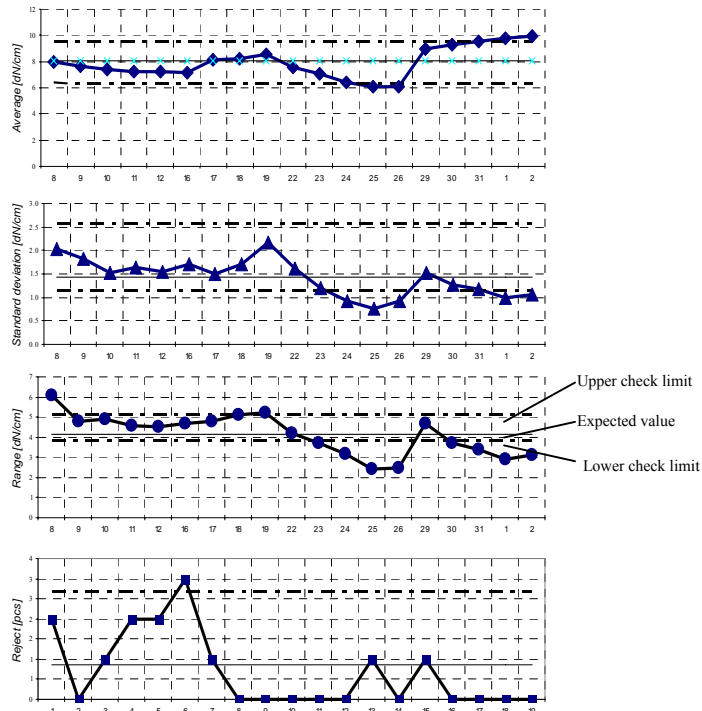 Average [dN/cm]
12
10
8
6
4
2
0
8 9 10 11 12 16 17 18 19 22 23 24 25 26 29 30 31 1 2
Standard deviation [dN/cm]
3.0
2.5
2.0
1.5
1.0
0.5
0.0
8 9 10 11 12 16 17 18 19 22 23 24 25 26 29 30 31 1 2
Range [dN/cm]
7
6
5
4
3
2
1
0
8 9 10 11 12 16 17 18 19 22 23 24 25 26 29 30 31 1 2
Upper check limit
Expected value
Lower check limit
Reject [pcs]
4
3
3
2
2
1
1
0
1 2 3 4 5 6 7 8 9 10 11 12 13 14 15 16 17 18 19